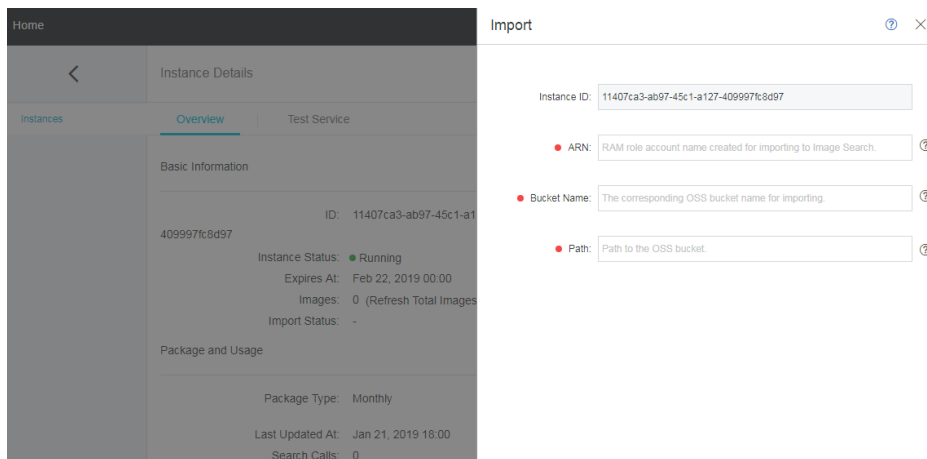 Home
Instance Details
Instances
Overview
Test Service
Basic Information
ID: 11407ca3-ab97-45c1-a1
409997fc8d97
Instance Status: Running
Expires At: Feb 22, 2019 00:00
Images: 0 (Refresh Total Images
Import Status: -
Package and Usage
Package Type: Monthly
Last Updated At: Jan 21, 2019 18:00
Search Calls: 0
Import
Instance ID: 11407ca3-ab97-45c1-a127-409997fc8d97
ARN: RAM role account name created for importing to Image Search.
Bucket Name: The corresponding OSS bucket name for importing.
Path: Path to the OSS bucket.